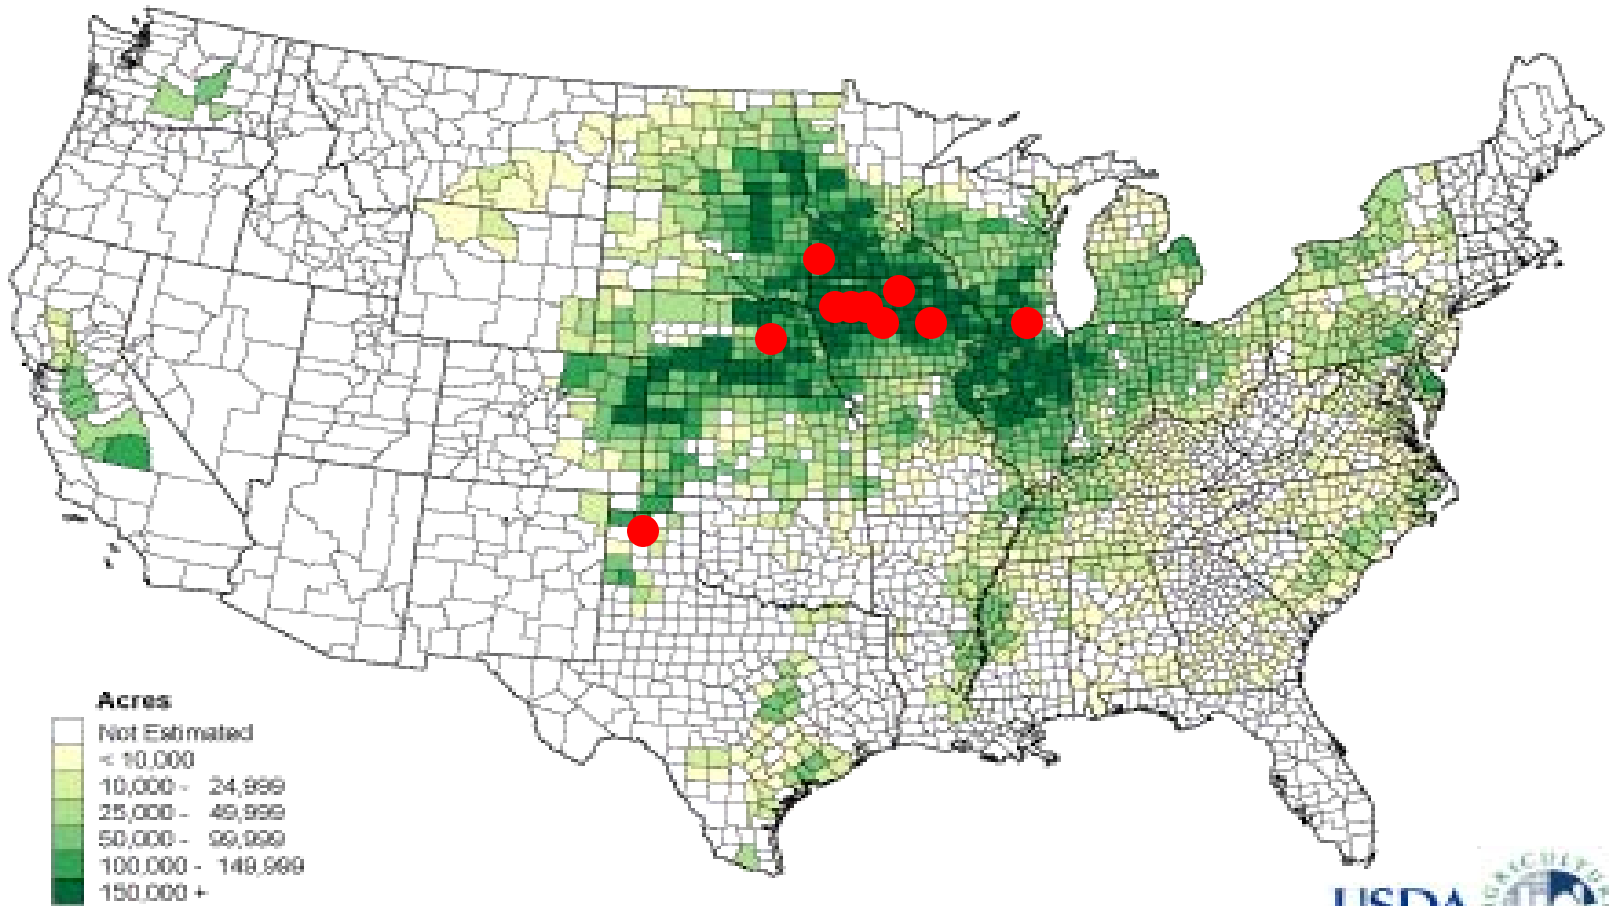 Acres
Not Estimated
< 10,000
10,000 - 24,999
25,000 - 49,999
50,000 - 99,999
100,000 - 149,999
150,000 +
USDA